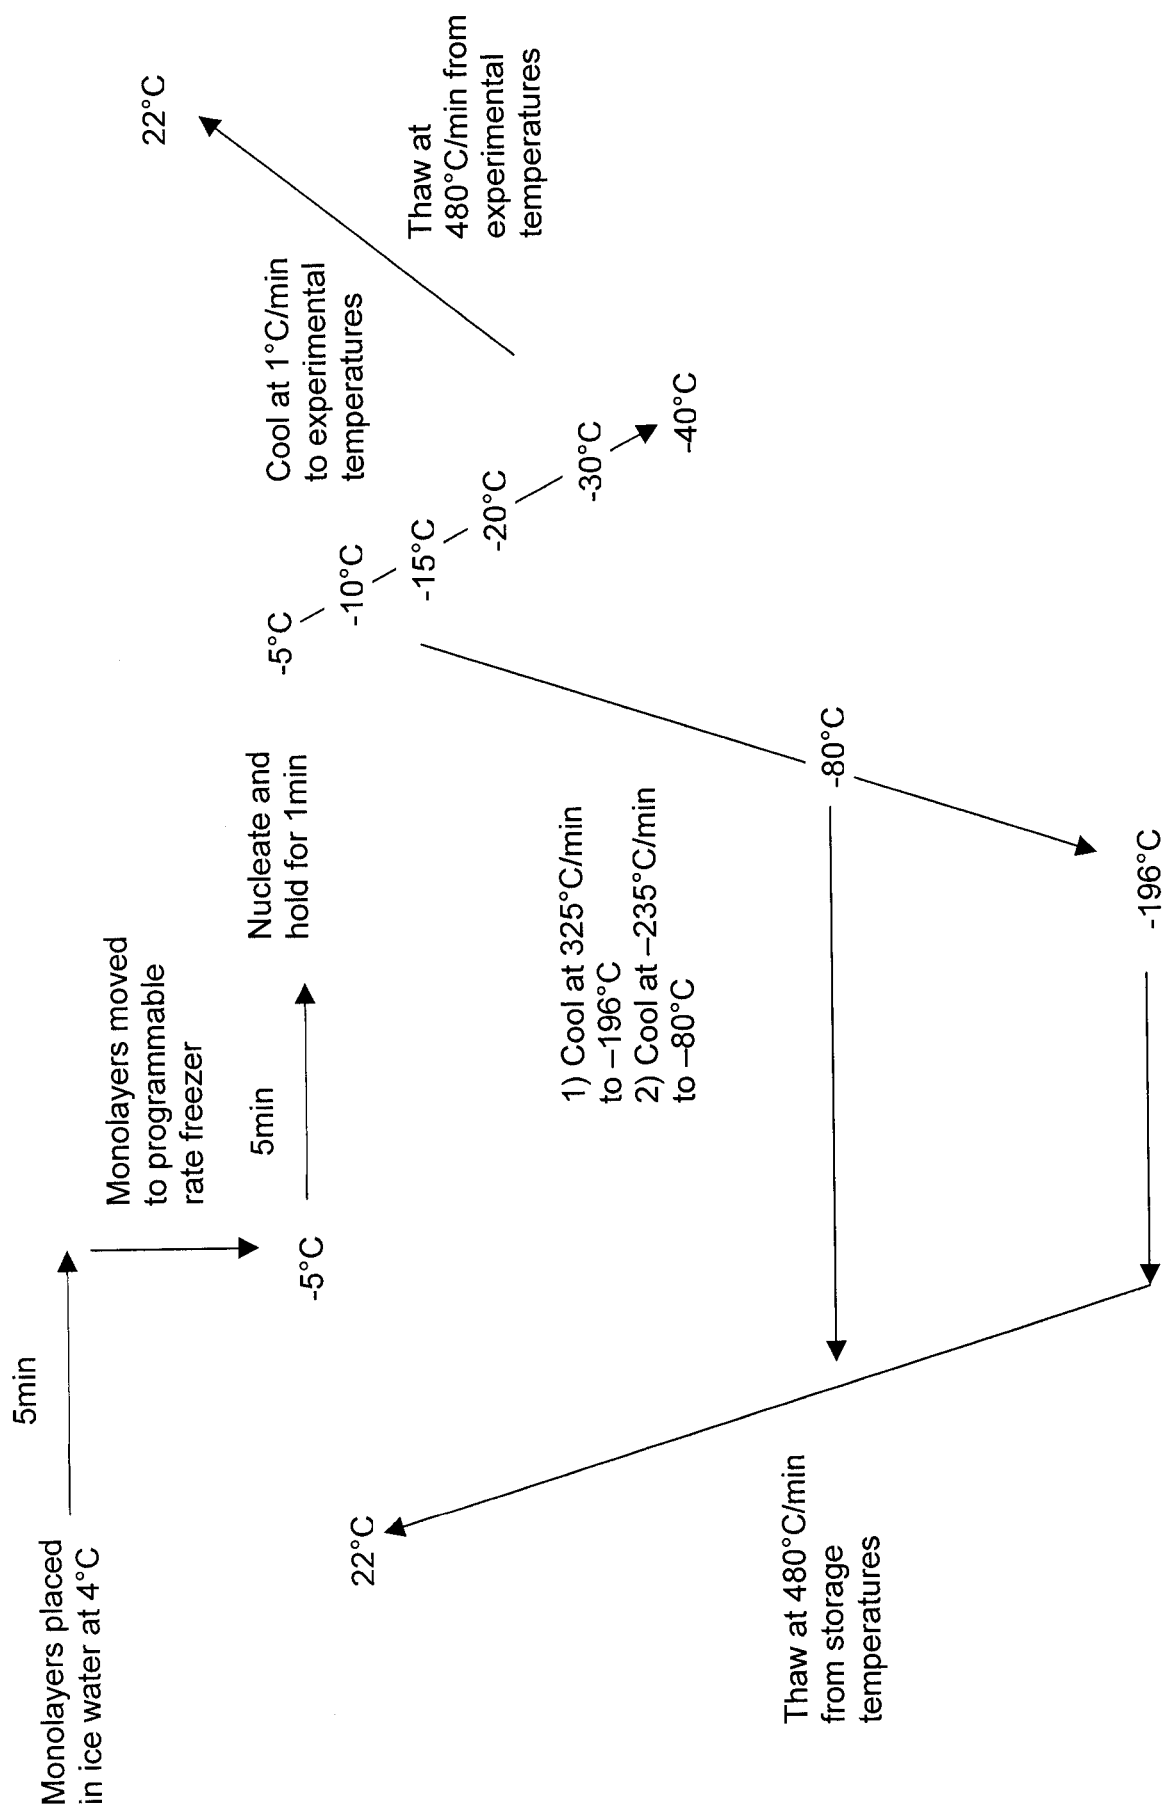 Monolayers placed
in ice water at 4°C
5min
Monolayers moved
to programmable
rate freezer
-5°C
5min
Nucleate and
hold for 1min
-5°C
-10°C
-15°C
-20°C
-30°C
-40°C
Cool at 1°C/min
to experimental
temperatures
22°C
Thaw at
480°C/min from
experimental
temperatures
1) Cool at 325°C/min
to –196°C
2) Cool at –235°C/min
to –80°C
-80°C
-196°C
22°C
Thaw at 480°C/min
from storage
temperatures